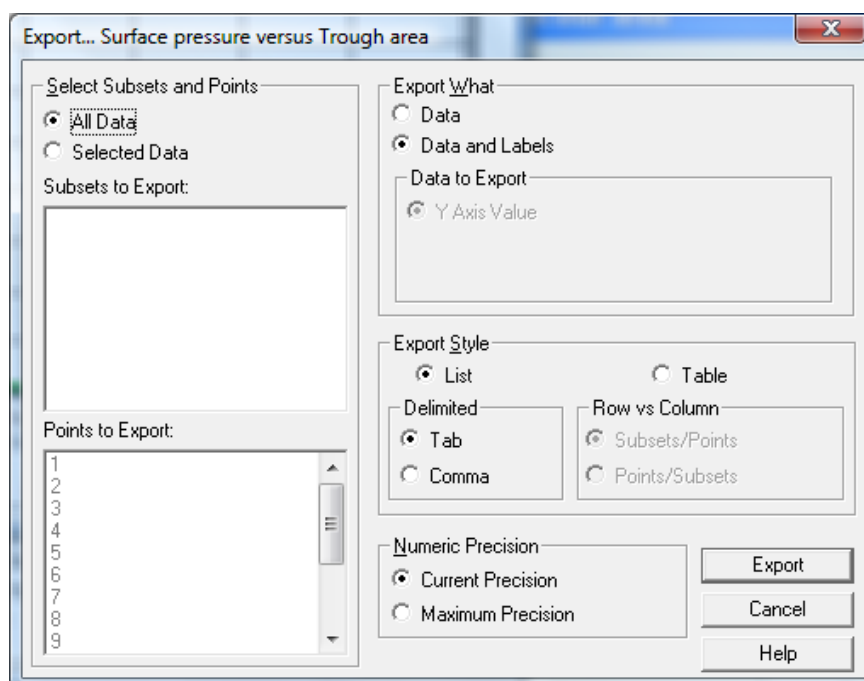 Export... Surface pressure versus Trough area
Select Subsets and Points
All Data
Selected Data
Subsets to Export:
Points to Export:
1
2
3
4
5
6
7
8
9
Export What
Data
Data and Labels
Data to Export
Y Axis Value
Export Style
List
Table
Delimited
Tab
Comma
Row vs Column
Subsets/Points
Points/Subsets
Numeric Precision
Current Precision
Maximum Precision
Export
Cancel
Help